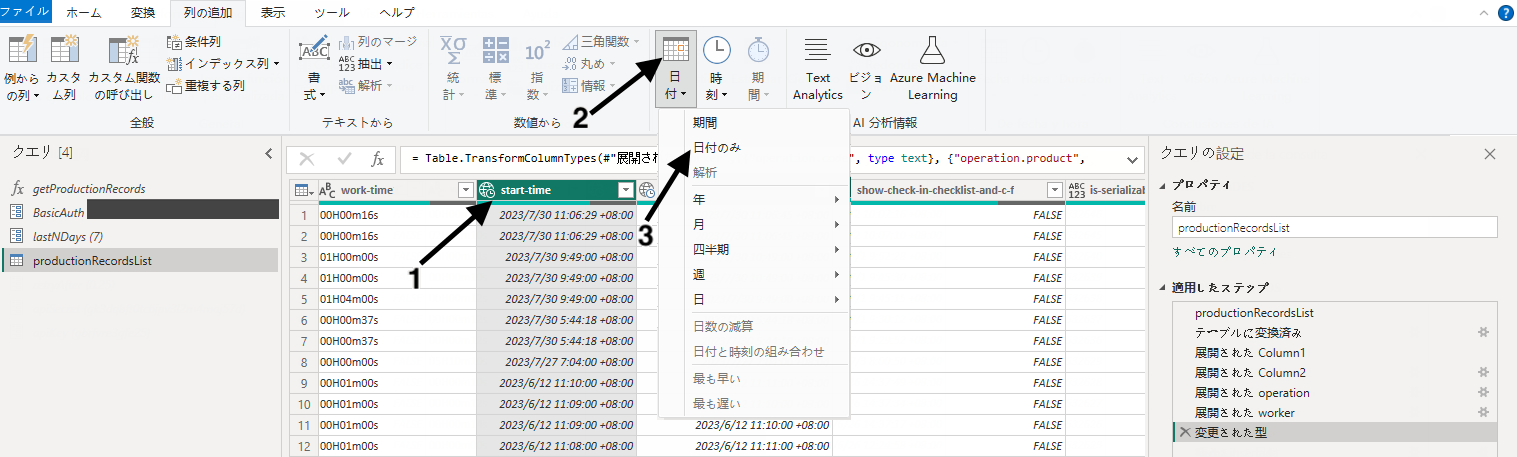 ファイル ホーム 変換 列の追加 表示 ツール ヘルプ
例から
の列
カスタ
ム列
カスタム関数
の呼び出し
条件列
インデックス列
重複する列
全般
書
式
列のマージ
抽出
解析
テキストから
統
計
標
準
指
数
三角関数
丸め
情報
数値から
日
付
時
刻
期
間
Text
Analytics
ビジョ
ン
Azure Machine
Learning
AI 分析情報
2
期間
日付のみ
解析
年
月
四半期
週
日
日数の減算
日付と時刻の組み合わせ
最も早い
最も遅い
3
クエリ [4]
getProductionRecords
BasicAuth
lastNDays (7)
productionRecordsList
= Table.TransformColumnTypes(#"展開され ", type text}, {"operation.product",
work-time start-time show-check-in-checklist-and-c-f is-serializab
1 00H00m16s 2023/7/30 11:06:29 +08:00 FALSE
2 00H00m16s 2023/7/30 11:06:29 +08:00 FALSE
3 01H00m00s 2023/7/30 9:49:00 +08:00 FALSE
4 01H00m00s 2023/7/30 9:49:00 +08:00 FALSE
5 01H04m00s 2023/7/30 9:49:00 +08:00 FALSE
6 00H00m37s 2023/7/30 5:44:18 +08:00 FALSE
7 00H00m37s 2023/7/30 5:44:18 +08:00 FALSE
8 00H00m00s 2023/7/27 7:04:00 +08:00 FALSE
9 00H01m00s 2023/6/12 11:10:00 +08:00 FALSE
10 00H01m00s 2023/6/12 11:09:00 +08:00 FALSE
11 00H01m00s 2023/6/12 11:09:00 +08:00 2023/6/12 11:10:00 +08:00 FALSE
12 00H01m00s 2023/6/12 11:08:00 +08:00 2023/6/12 11:11:00 +08:00 FALSE
1
クエリの設定
プロパティ
名前
productionRecordsList
すべてのプロパティ
適用したステップ
productionRecordsList
テーブルに変換済み
展開された Column1
展開された Column2
展開された operation
展開された worker
変更された型